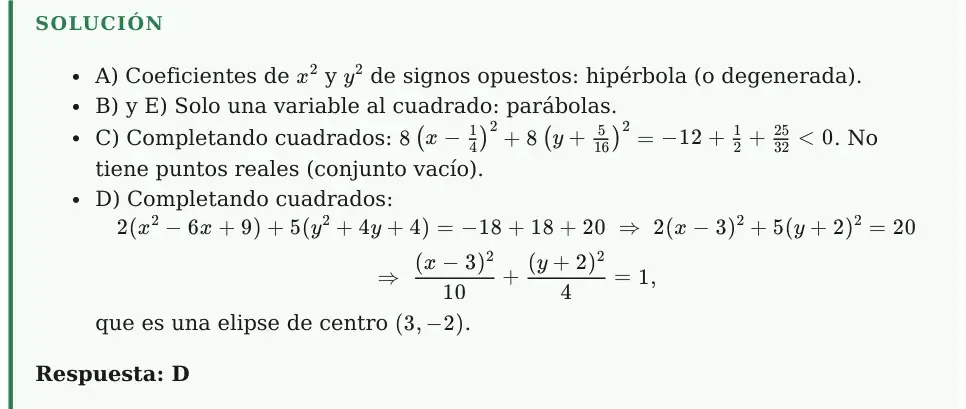 SOLUCIÓN
• A) Coeficientes de x² y y² de signos opuestos: hipérbola (o degenerada).
• B) y E) Solo una variable al cuadrado: parábolas.
• C) Completando cuadrados: 8 (x − 1/4)² + 8 (y + 5/16)² = −12 + 1/2 + 25/32 < 0. No
tiene puntos reales (conjunto vacío).
• D) Completando cuadrados:
2(x² − 6x + 9) + 5(y² + 4y + 4) = −18 + 18 + 20 ⇒ 2(x − 3)² + 5(y + 2)² = 20
⇒ (x − 3)²/10 + (y + 2)²/4 = 1,
que es una elipse de centro (3, −2).
Respuesta: D